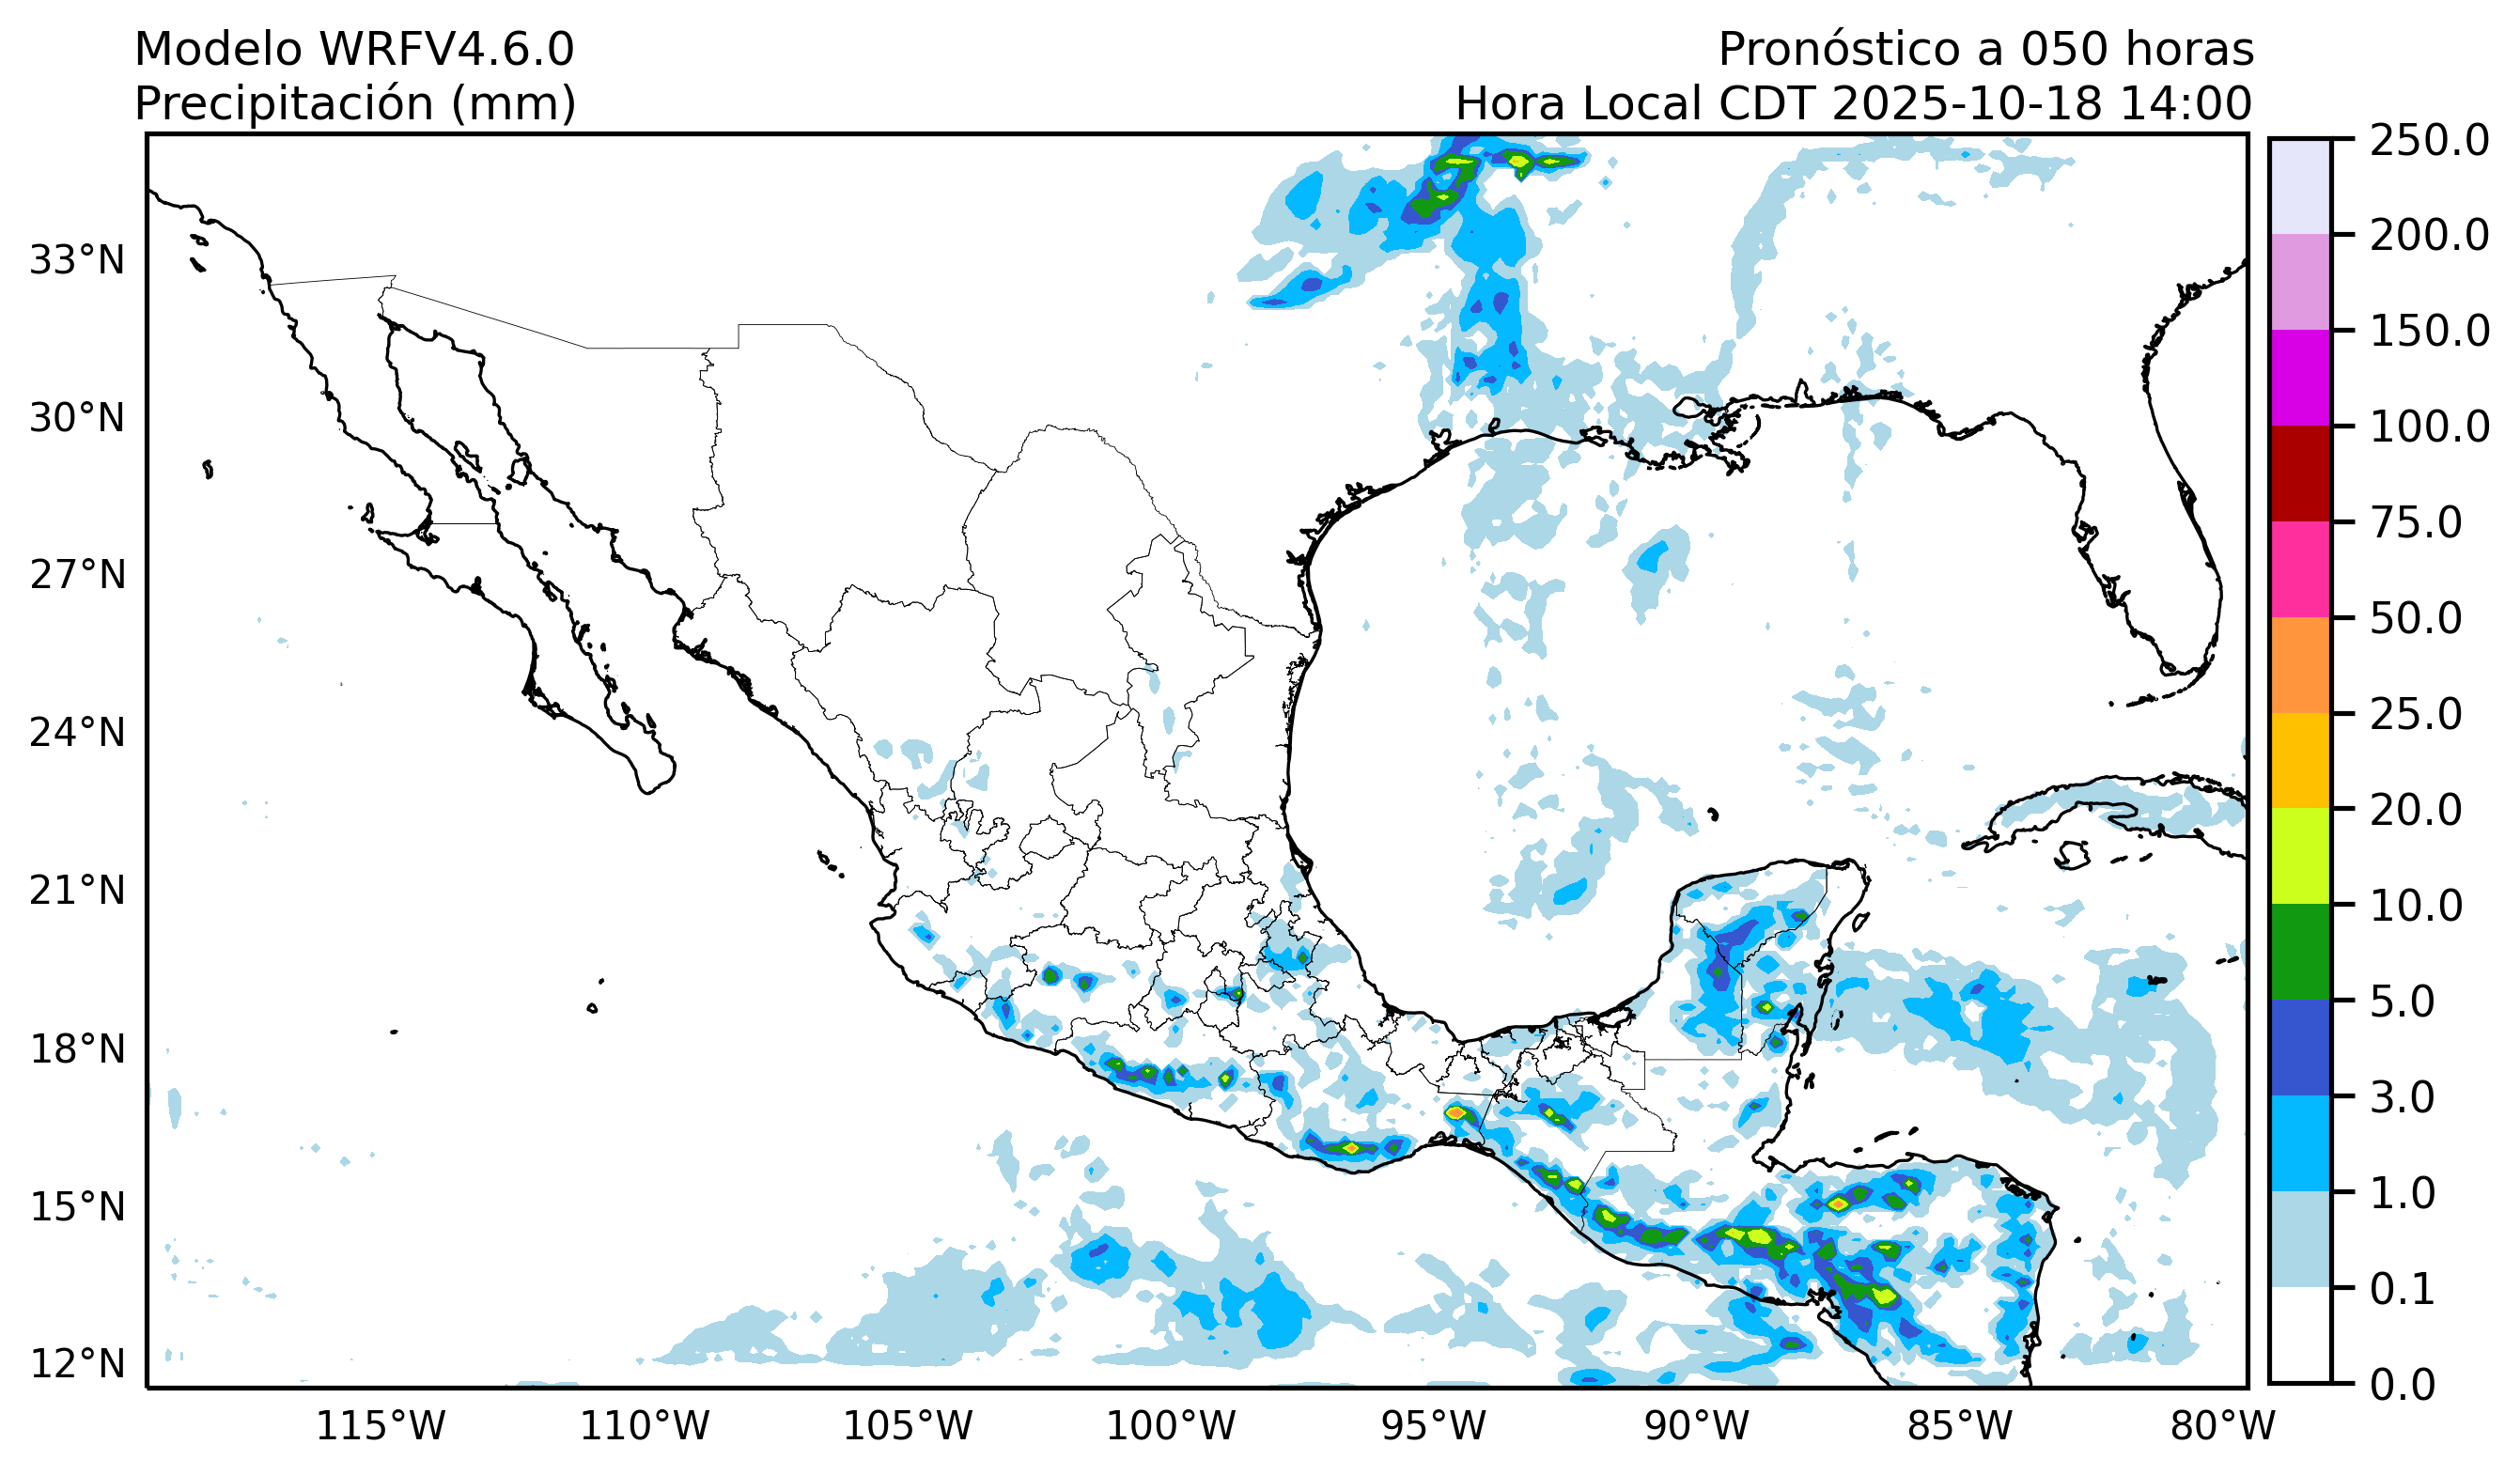 Modelo WRFV4.6.0
Precipitación (mm)
Pronóstico a 050 horas
Hora Local CDT 2025-10-18 14:00
33°N
30°N
27°N
24°N
21°N
18°N
15°N
12°N
115°W
110°W
105°W
100°W
95°W
90°W
85°W
80°W
250.0
200.0
150.0
100.0
75.0
50.0
25.0
20.0
10.0
5.0
3.0
1.0
0.1
0.0